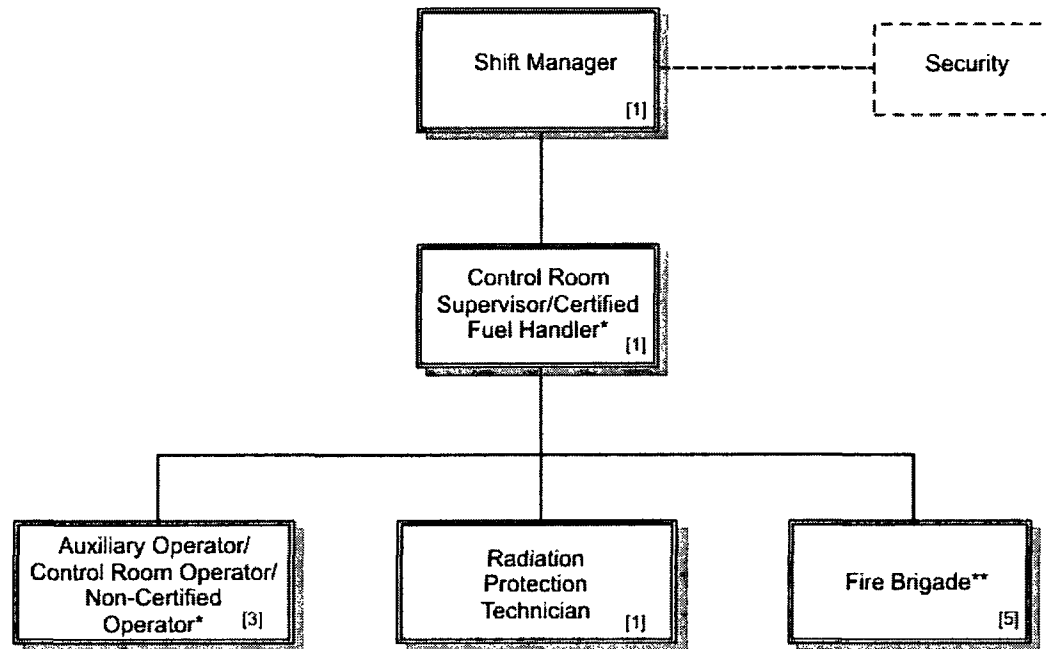 Shift Manager
[1]
Security
Control Room
Supervisor/Certified
Fuel Handler*
[1]
Auxiliary Operator/
Control Room Operator/
Non-Certified
Operator*
[3]
Radiation
Protection
Technician
[1]
Fire Brigade**
[5]